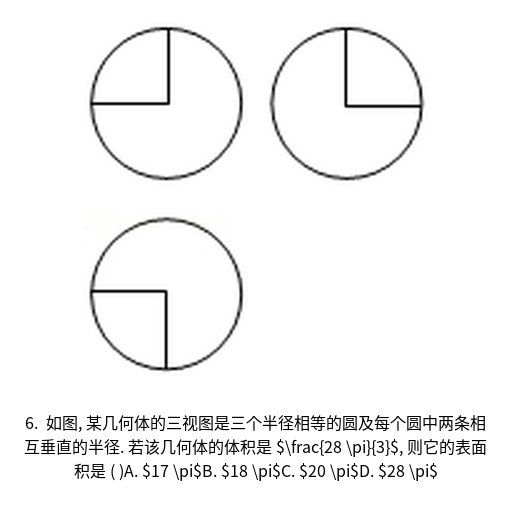 6. 如图, 某几何体的三视图是三个半径相等的圆及每个圆中两条相
互垂直的半径. 若该几何体的体积是 $\frac{28 \pi}{3}$, 则它的表面
积是 ( )A. $17 \pi$B. $18 \pi$C. $20 \pi$D. $28 \pi$